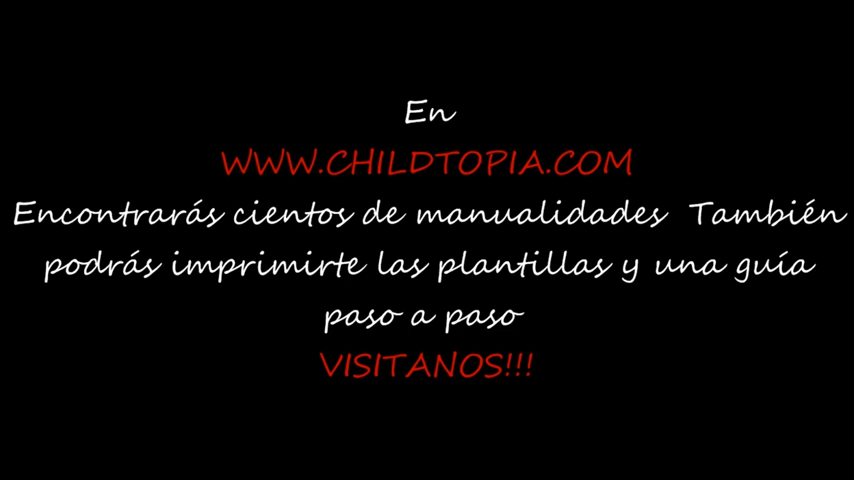 En
WWW.CHILDTOPIA.COM
Encontrarás cientos de manualidades También
podrás imprimirte las plantillas y una guía
paso a paso
VISITANOS!!!